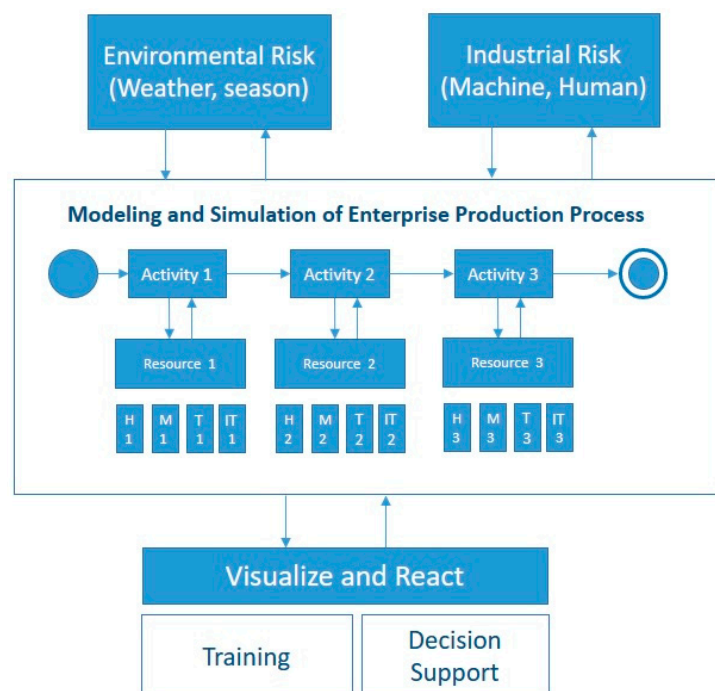 Environmental Risk
(Weather, season)
Industrial Risk
(Machine, Human)
Modeling and Simulation of Enterprise Production Process
Activity 1
Activity 2
Activity 3
Resource 1
Resource 2
Resource 3
H
1
M
1
T
1
IT
1
H
2
M
2
T
2
IT
2
H
3
M
3
T
3
IT
3
Visualize and React
Training
Decision
Support